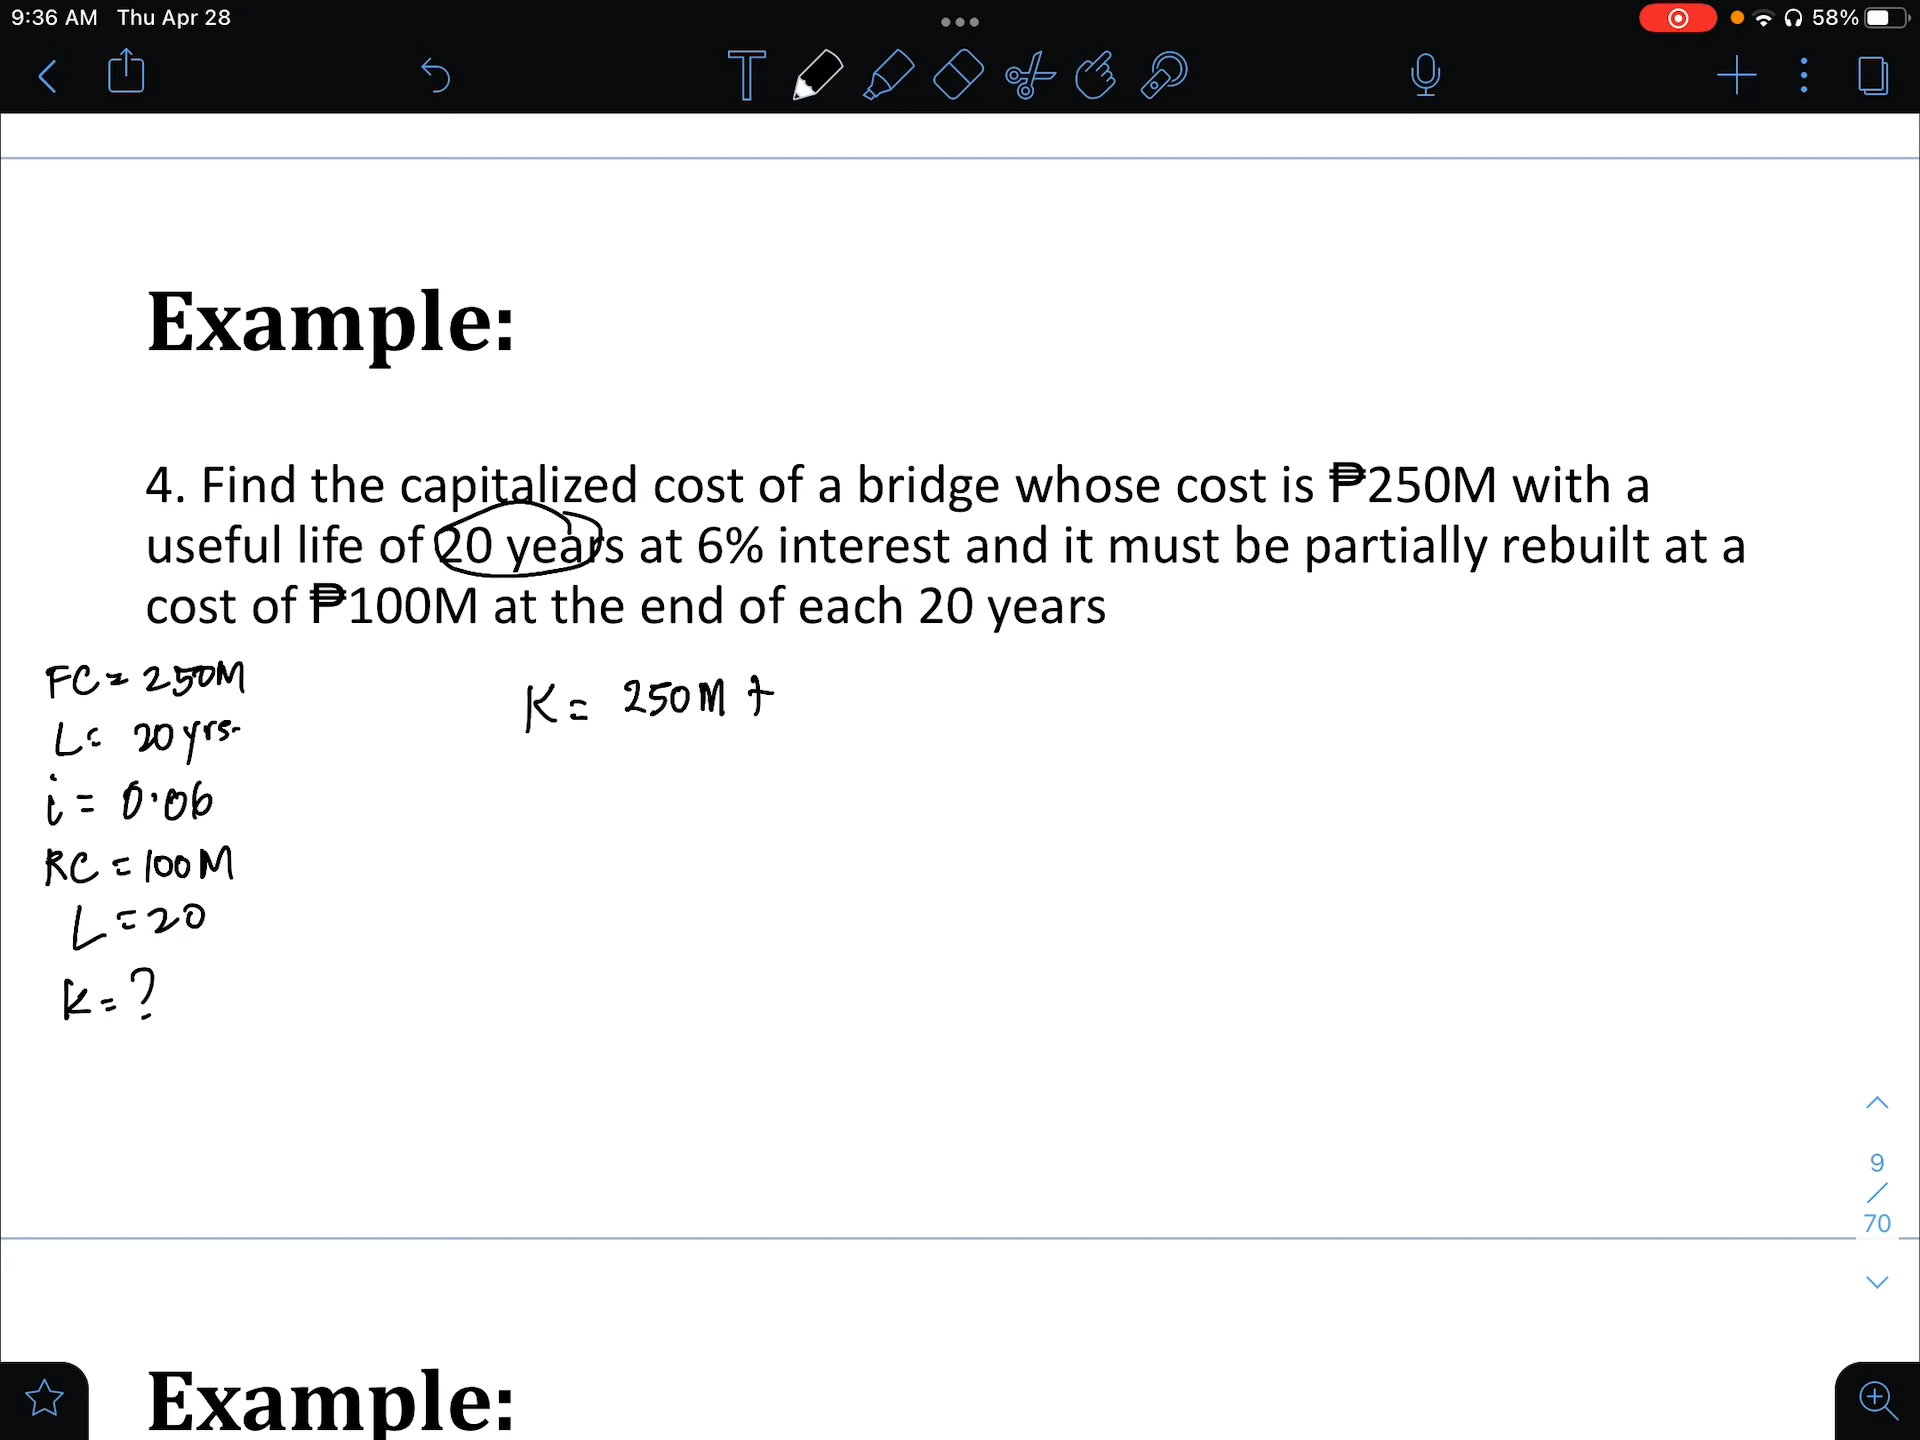 9:36 AM Thu Apr 28
58%
Example:
4. Find the capitalized cost of a bridge whose cost is ₱250M with a
useful life of 20 years at 6% interest and it must be partially rebuilt at a
cost of ₱100M at the end of each 20 years
FC = 250M
L = 20 yrs.
i = 0.06
RC = 100M
L = 20
K = ?
K = 250M +
9
/
70
Example: